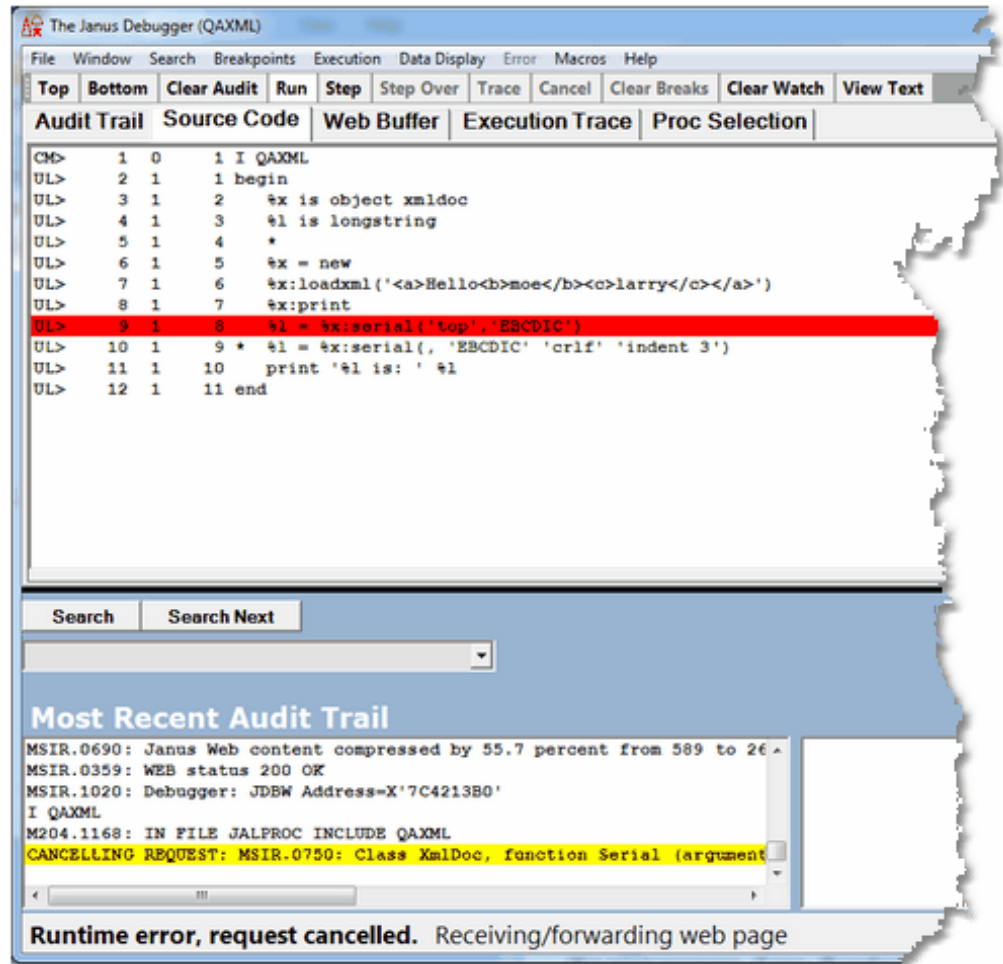 The Janus Debugger (QAXML)
File Window Search Breakpoints Execution Data Display Error Macros Help
Top Bottom Clear Audit Run Step Step Over Trace Cancel Clear Breaks Clear Watch View Text
Audit Trail Source Code Web Buffer Execution Trace Proc Selection
CM> 1 0 1 I QAXML
UL> 2 1 1 begin
UL> 3 1 2 %x is object xmldoc
UL> 4 1 3 %l is longstring
UL> 5 1 4 *
UL> 6 1 5 %x = new
UL> 7 1 6 %x:loadxml('<a>Hello<b>moe</b><c>larry</c></a>')
UL> 8 1 7 %x:print
UL> 9 1 8 %l = %x:serial('top','EBCDIC')
UL> 10 1 9 * %l = %x:serial(, 'EBCDIC' 'crlf' 'indent 3')
UL> 11 1 10 print '%l is: ' %l
UL> 12 1 11 end
Search Search Next
Most Recent Audit Trail
MSIR.0690: Janus Web content compressed by 55.7 percent from 589 to 26
MSIR.0359: WEB status 200 OK
MSIR.1020: Debugger: JDBW Address=X'7C4213B0'
I QAXML
M204.1168: IN FILE JALPROC INCLUDE QAXML
CANCELLING REQUEST: MSIR.0750: Class XmlDoc, function Serial (argument
Runtime error, request cancelled. Receiving/forwarding web page